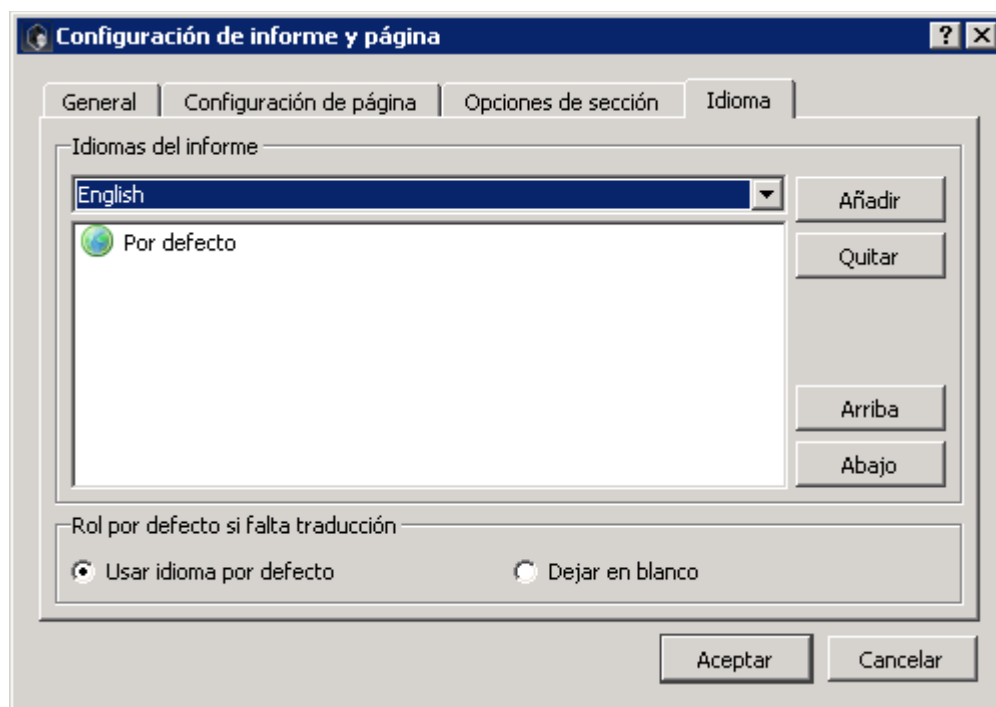 Configuración de informe y página
General
Configuración de página
Opciones de sección
Idioma
Idiomas del informe
English
Añadir
Por defecto
Quitar
Arriba
Abajo
Rol por defecto si falta traducción
Usar idioma por defecto
Dejar en blanco
Aceptar
Cancelar